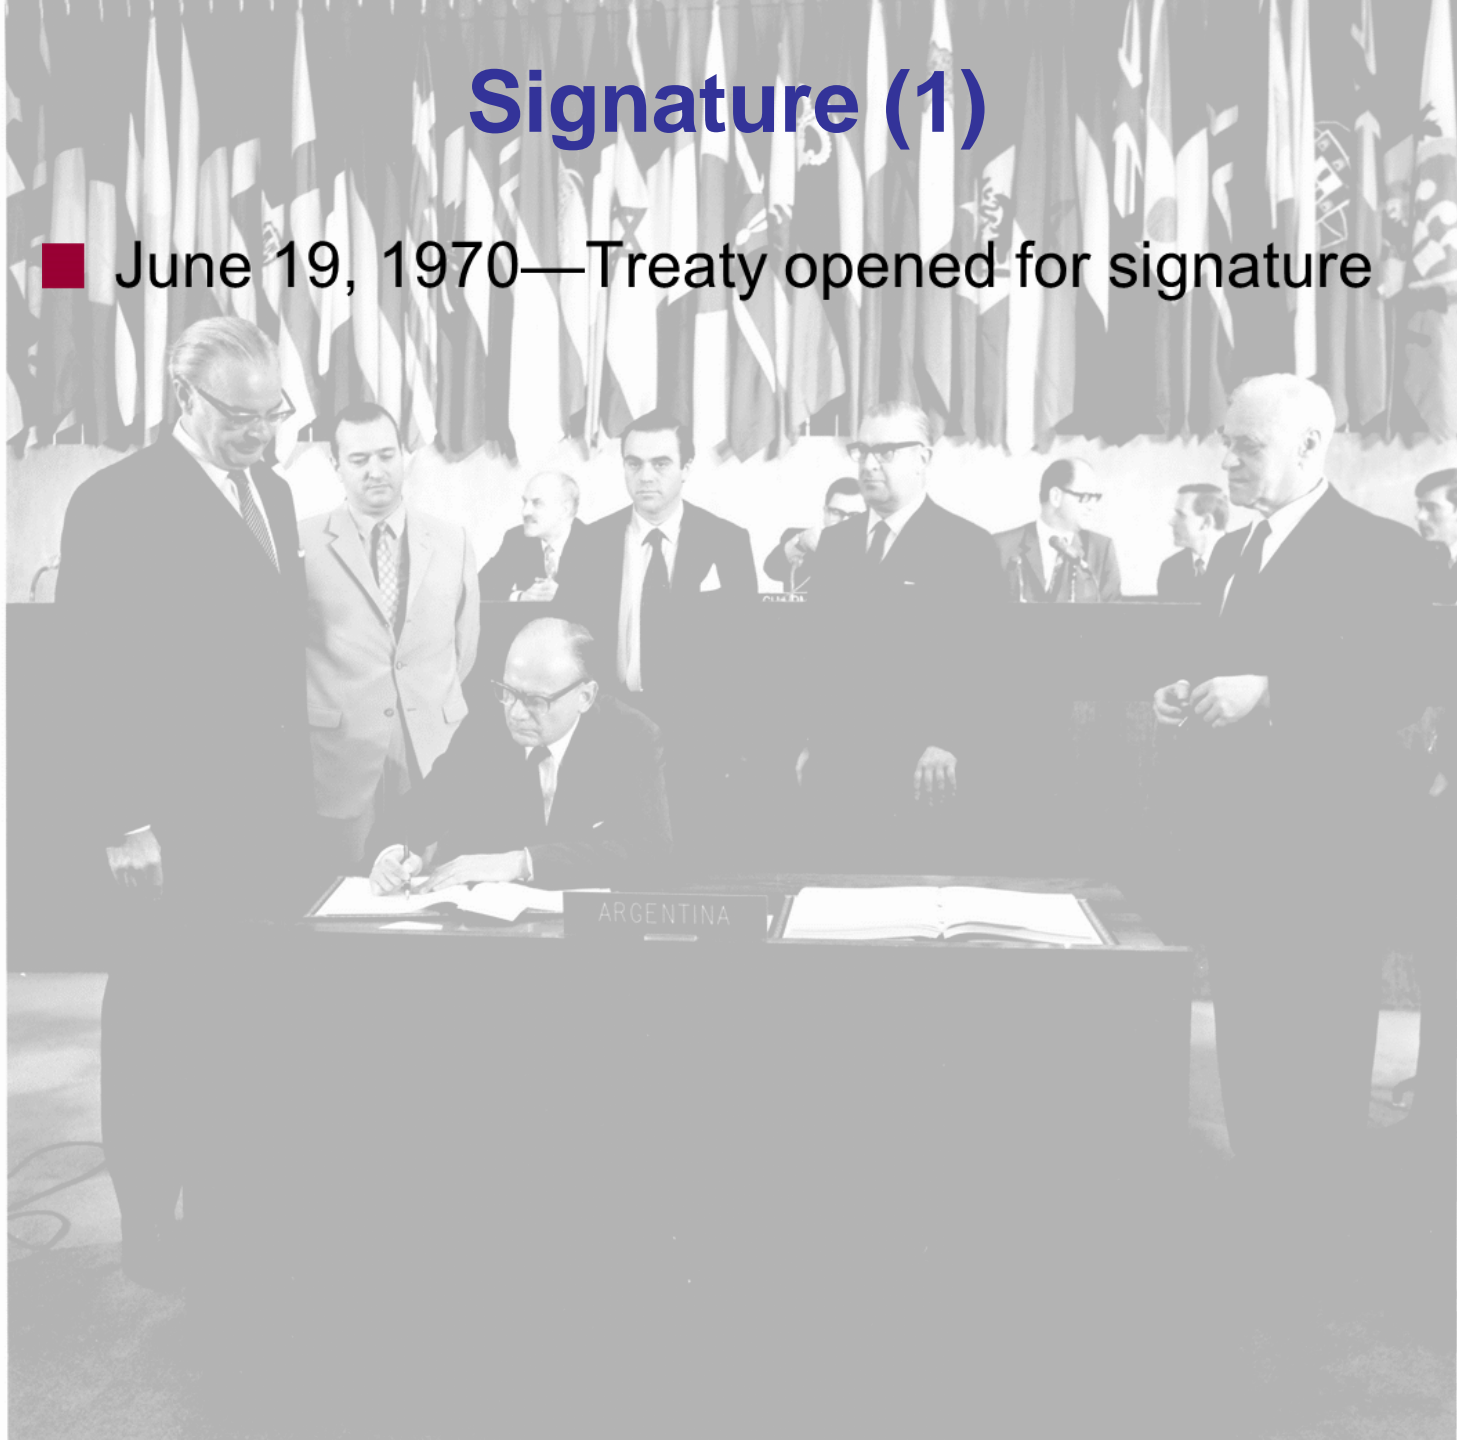 Signature (1)
June 19, 1970—Treaty opened for signature
ARGENTINA